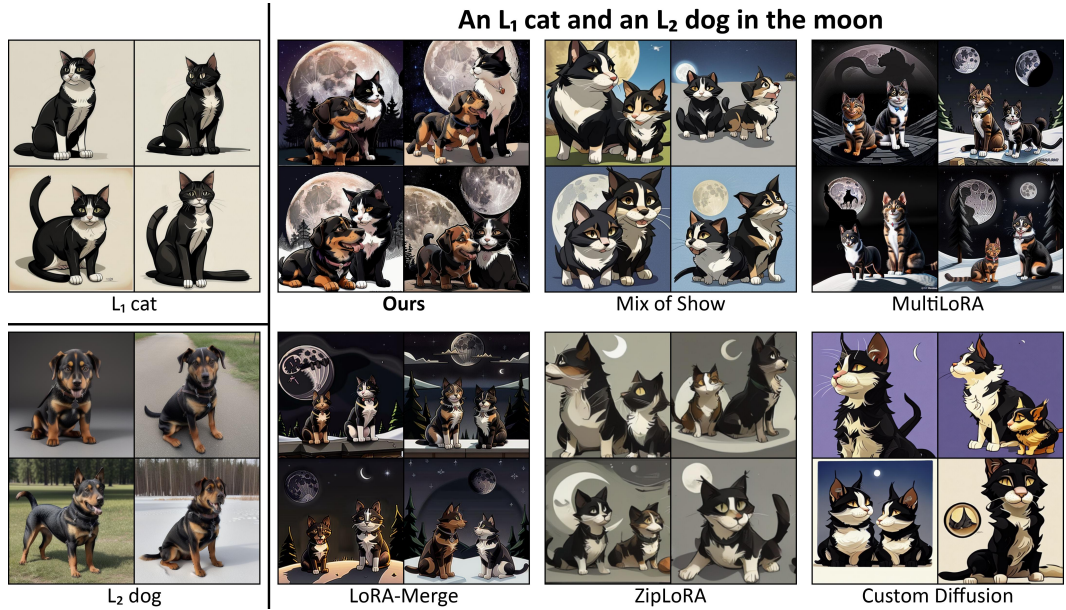 An L₁ cat and an L₂ dog in the moon
L₁ cat
Ours
Mix of Show
MultiLoRA
L₂ dog
LoRA-Merge
ZipLoRA
Custom Diffusion